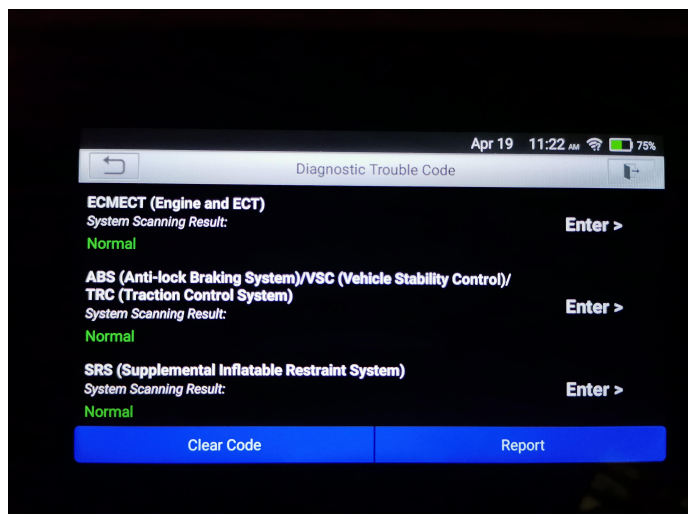 Apr 19 11:22 AM 75%
Diagnostic Trouble Code
ECMECT (Engine and ECT)
System Scanning Result:
Enter >
Normal
ABS (Anti-lock Braking System)/VSC (Vehicle Stability Control)/
TRC (Traction Control System)
System Scanning Result:
Enter >
Normal
SRS (Supplemental Inflatable Restraint System)
System Scanning Result:
Enter >
Normal
Clear Code
Report